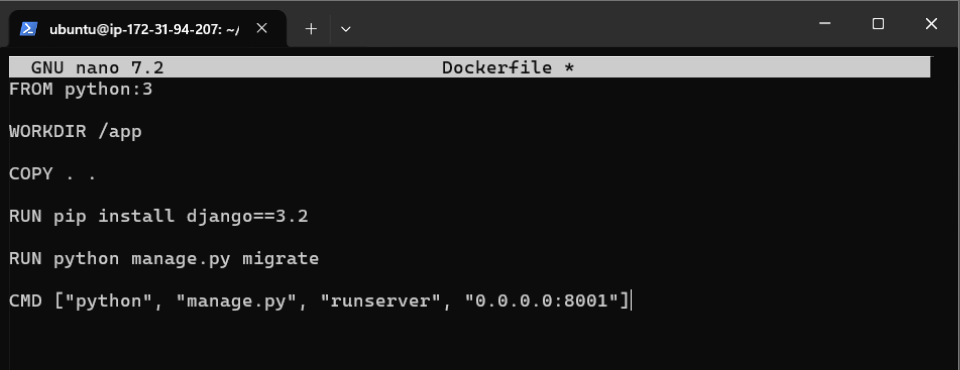 ubuntu@ip-172-31-94-207: ~/
GNU nano 7.2 Dockerfile *
FROM python:3
WORKDIR /app
COPY . .
RUN pip install django==3.2
RUN python manage.py migrate
CMD ["python", "manage.py", "runserver", "0.0.0.0:8001"]